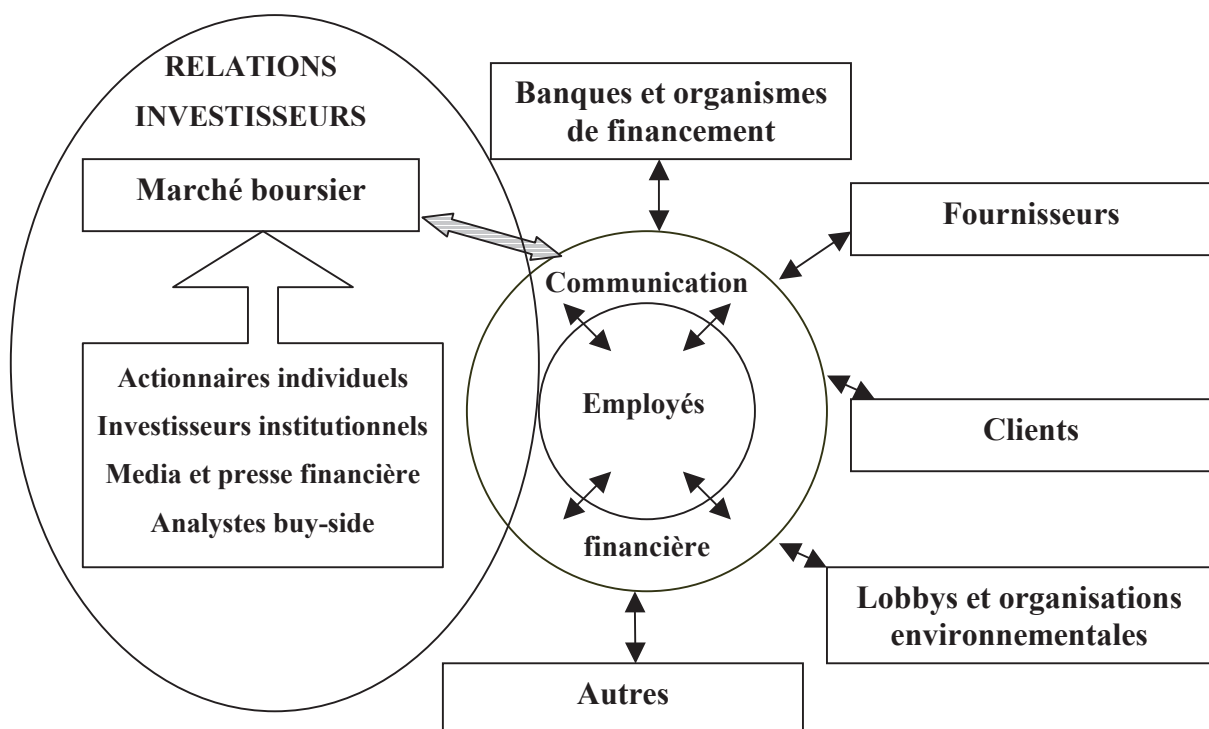 RELATIONS
INVESTISSEURS
Marché boursier
Actionnaires individuels
Investisseurs institutionnels
Media et presse financière
Analystes buy-side
Banques et organismes
de financement
Fournisseurs
Communication
Employés
financière
Clients
Lobbys et organisations
environnementales
Autres